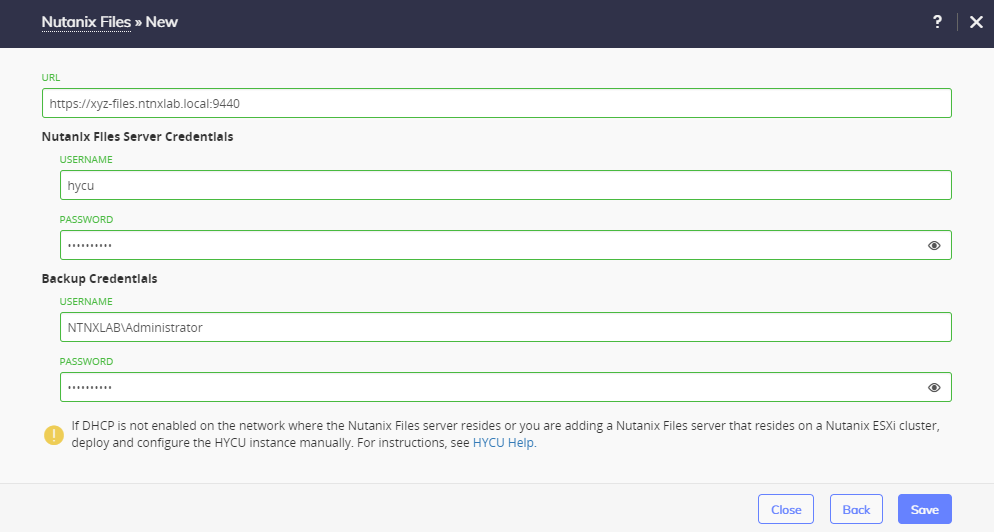 Nutanix Files » New
?
URL
https://xyz-files.ntnxlab.local:9440
Nutanix Files Server Credentials
USERNAME
hycu
PASSWORD
••••••••••
Backup Credentials
USERNAME
NTNXLAB\Administrator
PASSWORD
••••••••••
!
If DHCP is not enabled on the network where the Nutanix Files server resides or you are adding a Nutanix Files server that resides on a Nutanix ESXi cluster,
deploy and configure the HYCU instance manually. For instructions, see HYCU Help.
Close Back Save